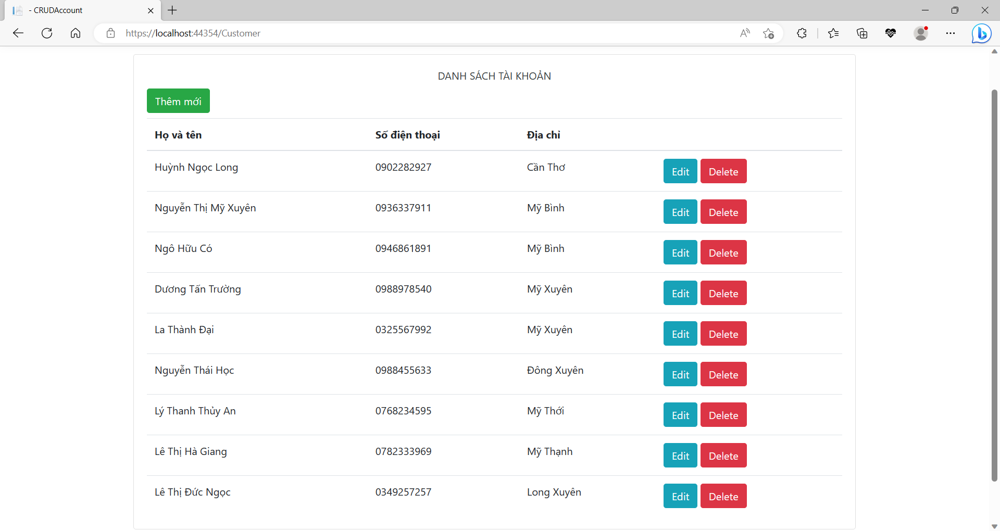 - CRUDAccount
https://localhost:44354/Customer
DANH SÁCH TÀI KHOẢN
Thêm mới
Họ và tên Số điện thoại Địa chỉ
Huỳnh Ngọc Long 0902282927 Cần Thơ Edit Delete
Nguyễn Thị Mỹ Xuyên 0936337911 Mỹ Bình Edit Delete
Ngô Hữu Có 0946861891 Mỹ Bình Edit Delete
Dương Tấn Trường 0988978540 Mỹ Xuyên Edit Delete
La Thành Đại 0325567992 Mỹ Xuyên Edit Delete
Nguyễn Thái Học 0988455633 Đông Xuyên Edit Delete
Lý Thanh Thủy An 0768234595 Mỹ Thới Edit Delete
Lê Thị Hà Giang 0782333969 Mỹ Thạnh Edit Delete
Lê Thị Đức Ngọc 0349257257 Long Xuyên Edit Delete